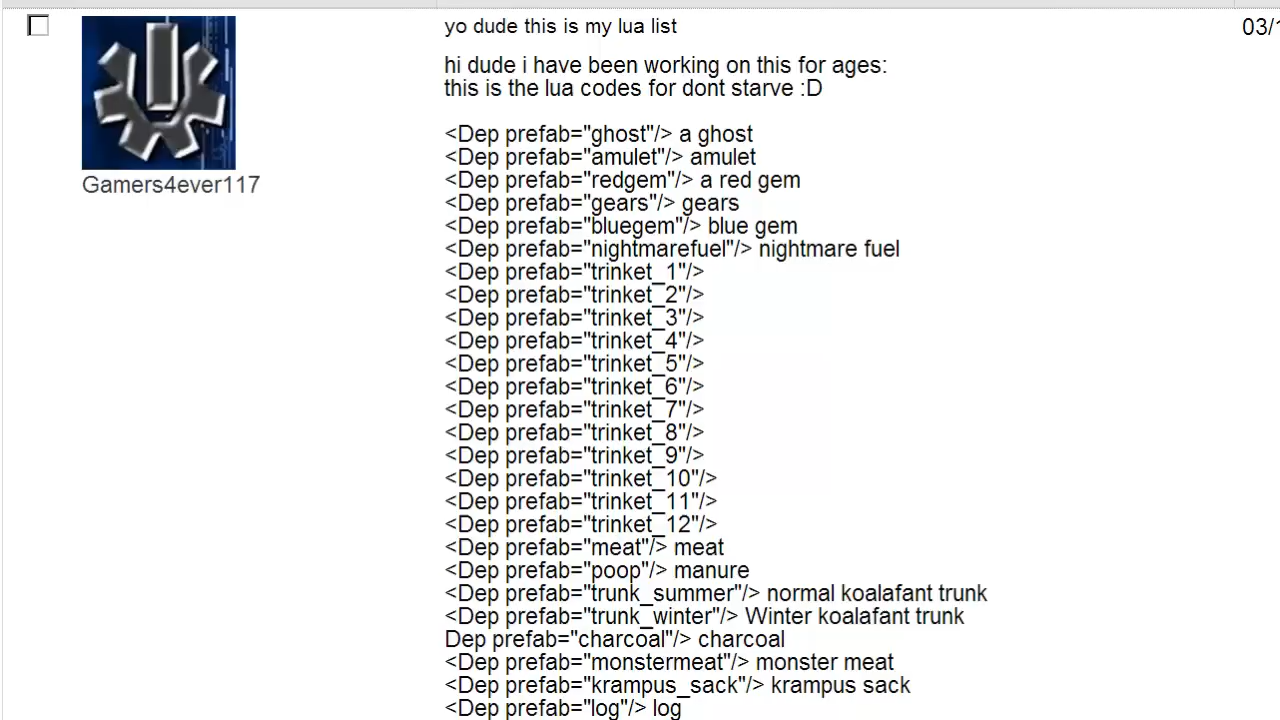 yo dude this is my lua list
03/1
hi dude i have been working on this for ages:
this is the lua codes for dont starve :D
Gamers4ever117
<Dep prefab="ghost"/> a ghost
<Dep prefab="amulet"/> amulet
<Dep prefab="redgem"/> a red gem
<Dep prefab="gears"/> gears
<Dep prefab="bluegem"/> blue gem
<Dep prefab="nightmarefuel"/> nightmare fuel
<Dep prefab="trinket_1"/>
<Dep prefab="trinket_2"/>
<Dep prefab="trinket_3"/>
<Dep prefab="trinket_4"/>
<Dep prefab="trinket_5"/>
<Dep prefab="trinket_6"/>
<Dep prefab="trinket_7"/>
<Dep prefab="trinket_8"/>
<Dep prefab="trinket_9"/>
<Dep prefab="trinket_10"/>
<Dep prefab="trinket_11"/>
<Dep prefab="trinket_12"/>
<Dep prefab="meat"/> meat
<Dep prefab="poop"/> manure
<Dep prefab="trunk_summer"/> normal koalafant trunk
<Dep prefab="trunk_winter"/> Winter koalafant trunk
Dep prefab="charcoal"/> charcoal
<Dep prefab="monstermeat"/> monster meat
<Dep prefab="krampus_sack"/> krampus sack
<Dep prefab="log"/> log